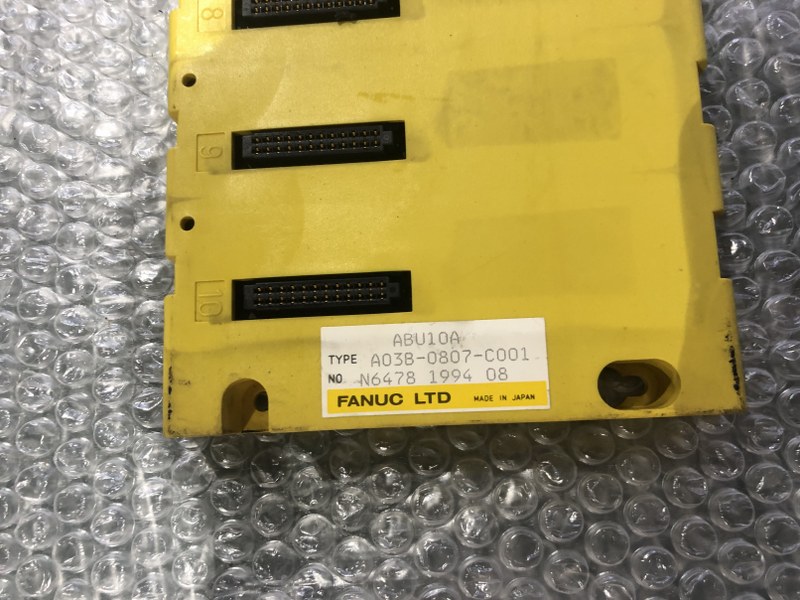 8
9
10
ABU10A
TYPE A03B-0807-C001
NO. N6478 1994 08
FANUC LTD MADE IN JAPAN